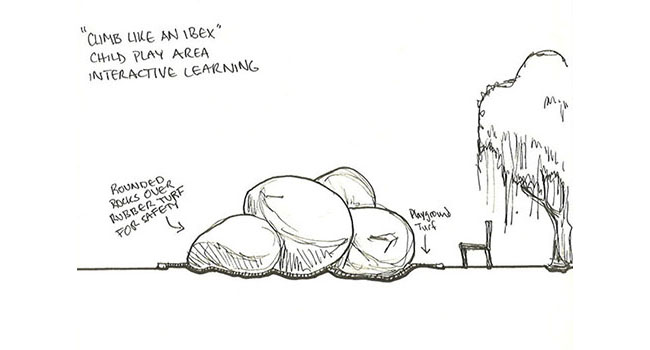 "CLIMB LIKE AN IBEX"
CHILD PLAY AREA
INTERACTIVE LEARNING
ROUNDED
ROCKS OVER
RUBBER TURF
FOR SAFETY
Playground
Turf